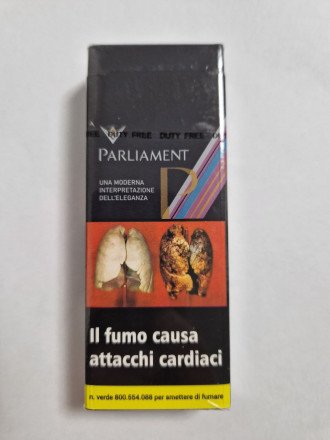 EE DUTY FREE DUTY FREE
PARLIAMENT
UNA MODERNA
INTERPRETAZIONE
DELL'ELEGANZA
P
Il fumo causa
attacchi cardiaci
n. verde 800.554.088 per smettere di fumare